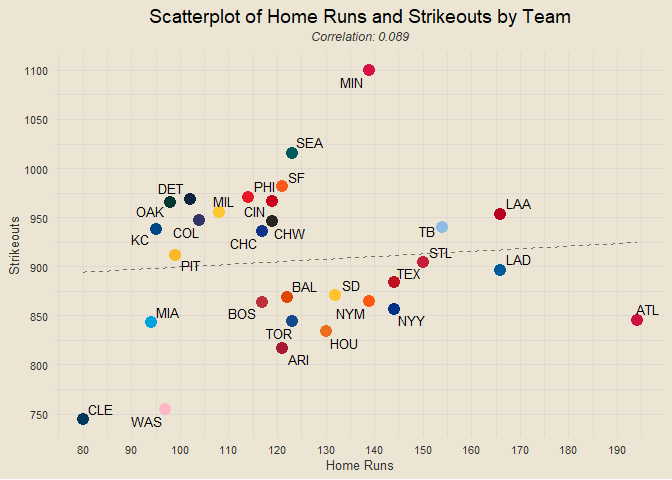 Scatterplot of Home Runs and Strikeouts by Team
Correlation: 0.089
1100
1050
1000
950
900
850
800
750
Strikeouts
MIN
SEA
SF
DET
PHI
OAK
MIL
CIN
LAA
KC
COL
CHC
CHW
TB
PIT
STL
LAD
TEX
BAL
SD
MIA
BOS
NYM
NYY
ATL
TOR
HOU
ARI
CLE
WAS
80 90 100 110 120 130 140 150 160 170 180 190
Home Runs